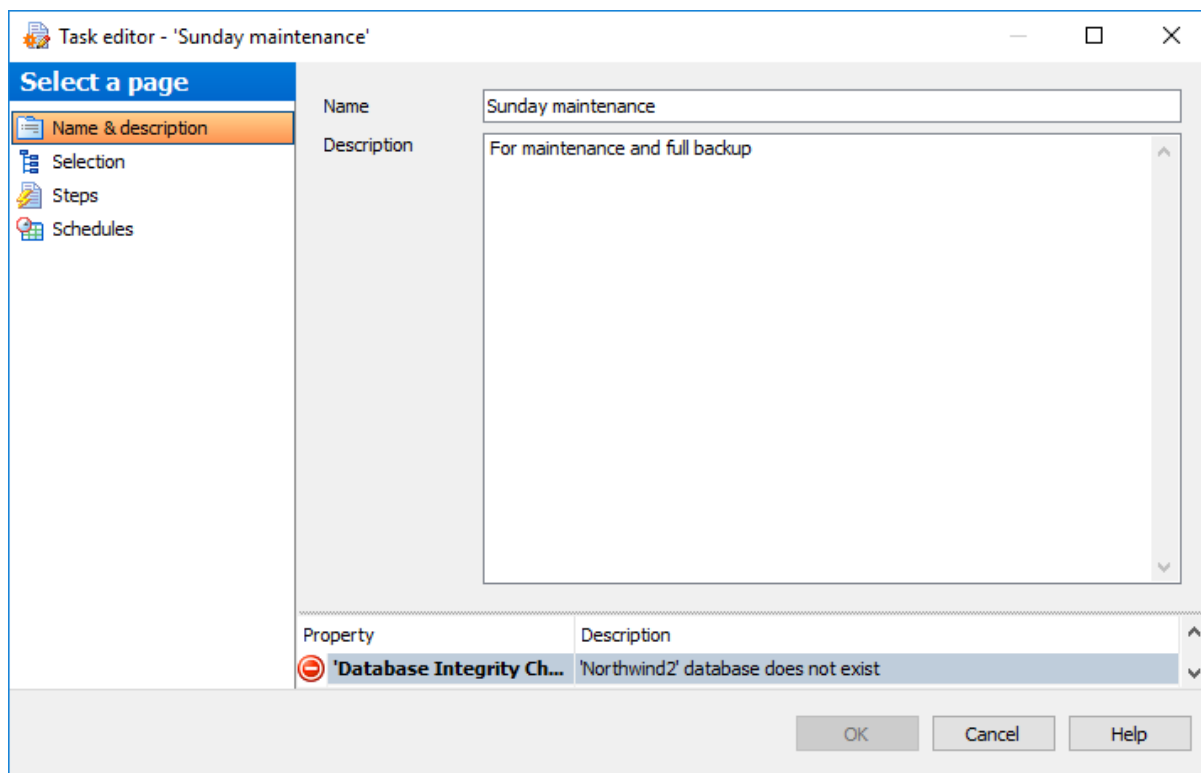 Task editor - 'Sunday maintenance'
Select a page
Name & description
Selection
Steps
Schedules
Name
Sunday maintenance
Description
For maintenance and full backup
Property Description
'Database Integrity Ch... 'Northwind2' database does not exist
OK Cancel Help